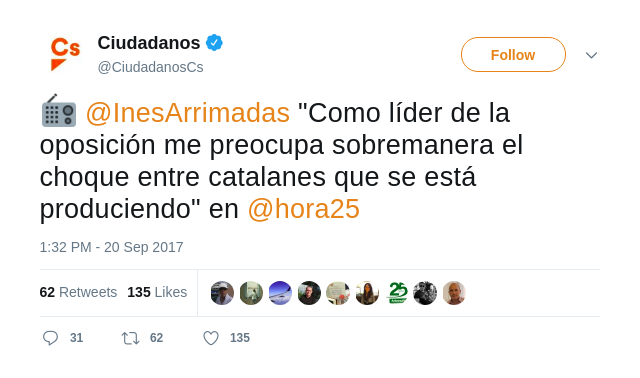 Cs
Ciudadanos
@CiudadanosCs
Follow
@InesArrimadas "Como líder de la
oposición me preocupa sobremanera el
choque entre catalanes que se está
produciendo" en @hora25
1:32 PM - 20 Sep 2017
62 Retweets 135 Likes
25
31 62 135